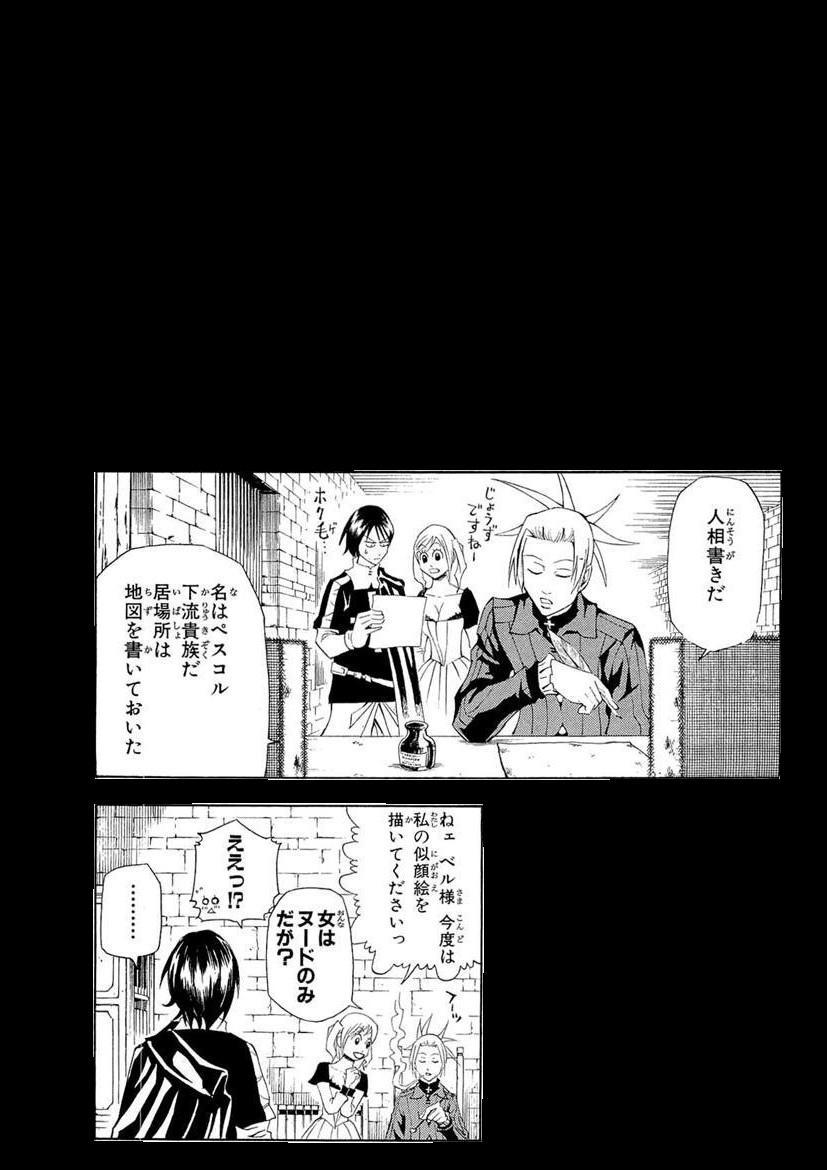 人相書きだ
じょうず
ですねー
ホクモ…
名はペスコル
下流貴族だ
居場所は
地図を書いておいた
ねェ ベル様 今度は
私の似顔絵を
描いてくださいっ
女は
ヌードのみ
だが？
ええっ!?
………